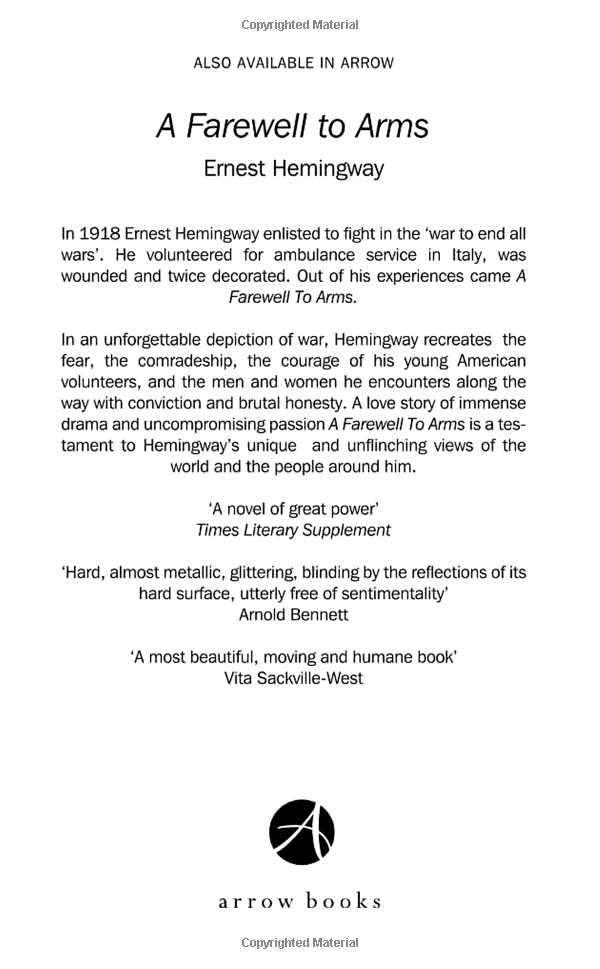 Copyrighted Material
ALSO AVAILABLE IN ARROW
A Farewell to Arms
Ernest Hemingway
In 1918 Ernest Hemingway enlisted to fight in the ‘war to end all
wars’. He volunteered for ambulance service in Italy, was
wounded and twice decorated. Out of his experiences came A
Farewell To Arms.
In an unforgettable depiction of war, Hemingway recreates the
fear, the comradeship, the courage of his young American
volunteers, and the men and women he encounters along the
way with conviction and brutal honesty. A love story of immense
drama and uncompromising passion A Farewell To Arms is a tes-
tament to Hemingway’s unique and unflinching views of the
world and the people around him.
‘A novel of great power’
Times Literary Supplement
‘Hard, almost metallic, glittering, blinding by the reflections of its
hard surface, utterly free of sentimentality’
Arnold Bennett
‘A most beautiful, moving and humane book’
Vita Sackville-West
A
arrow books
Copyrighted Material